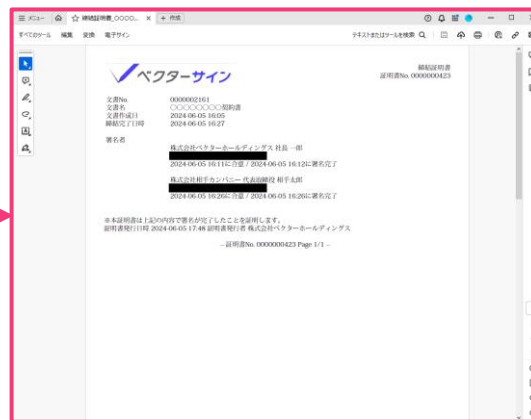 メニュー
締結証明書_〇〇〇〇...
+ 作成
すべてのツール 編集 変換 電子サイン
テキストまたはツールを検索
ベクターサイン
締結証明書
証明書No. 0000000423
文書No. 0000002161
文書名 〇〇〇〇〇〇〇〇契約書
文書作成日 2024-06-05 16:05
締結完了日時 2024-06-05 16:27
署名者
株式会社ベクターホールディングス 社長 一郎
2024-06-05 16:11に合意 / 2024-06-05 16:12に署名完了
株式会社相手カンパニー 代表取締役 相手太郎
2024-06-05 16:26に合意 / 2024-06-05 16:26に署名完了
※本証明書は上記の内容で署名が完了したことを証明します。
証明書発行日時 2024-06-05 17:48 証明書発行者 株式会社ベクターホールディングス
-- 証明書No. 0000000423 Page 1/1 --